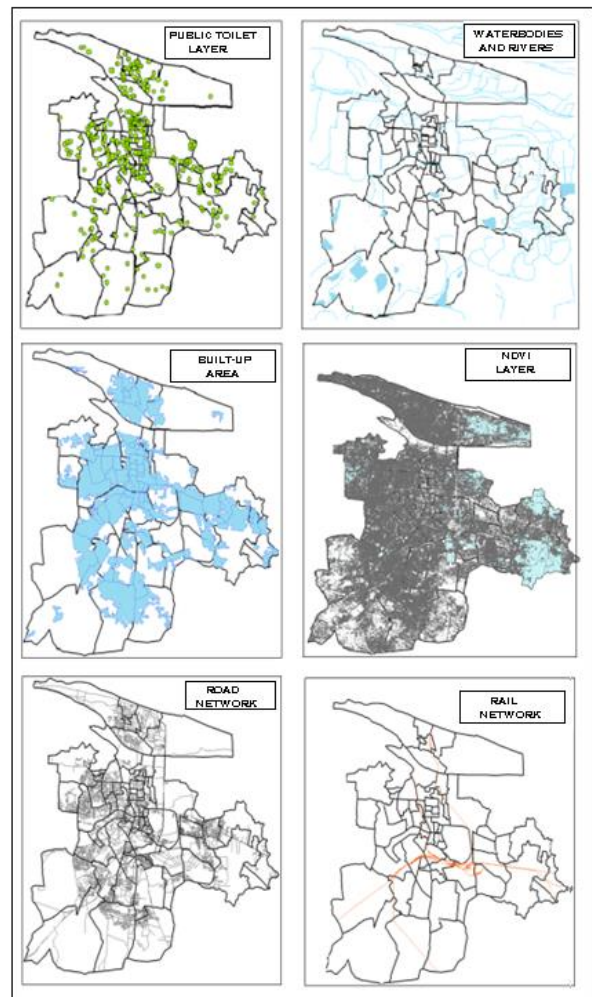 PUBLIC TOILET
LAYER
WATERBODIES
AND RIVERS
BUILT-UP
AREA
NDVI
LAYER
ROAD
NETWORK
RAIL
NETWORK